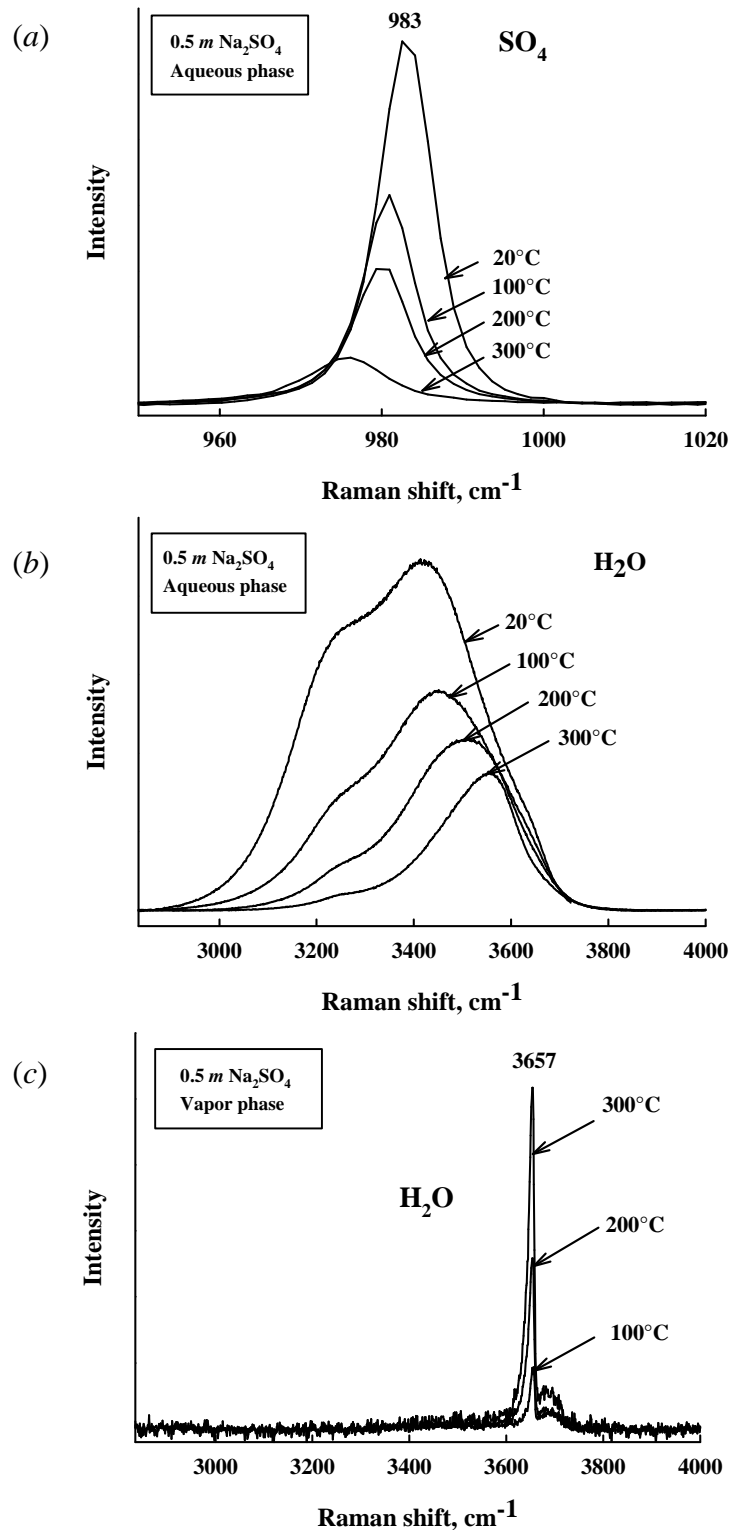 (a)
0.5 m Na₂SO₄
Aqueous phase
983
SO₄
Intensity
20°C
100°C
200°C
300°C
960 980 1000 1020
Raman shift, cm⁻¹
(b)
0.5 m Na₂SO₄
Aqueous phase
H₂O
Intensity
20°C
100°C
200°C
300°C
3000 3200 3400 3600 3800 4000
Raman shift, cm⁻¹
(c)
0.5 m Na₂SO₄
Vapor phase
3657
H₂O
Intensity
300°C
200°C
100°C
3000 3200 3400 3600 3800 4000
Raman shift, cm⁻¹